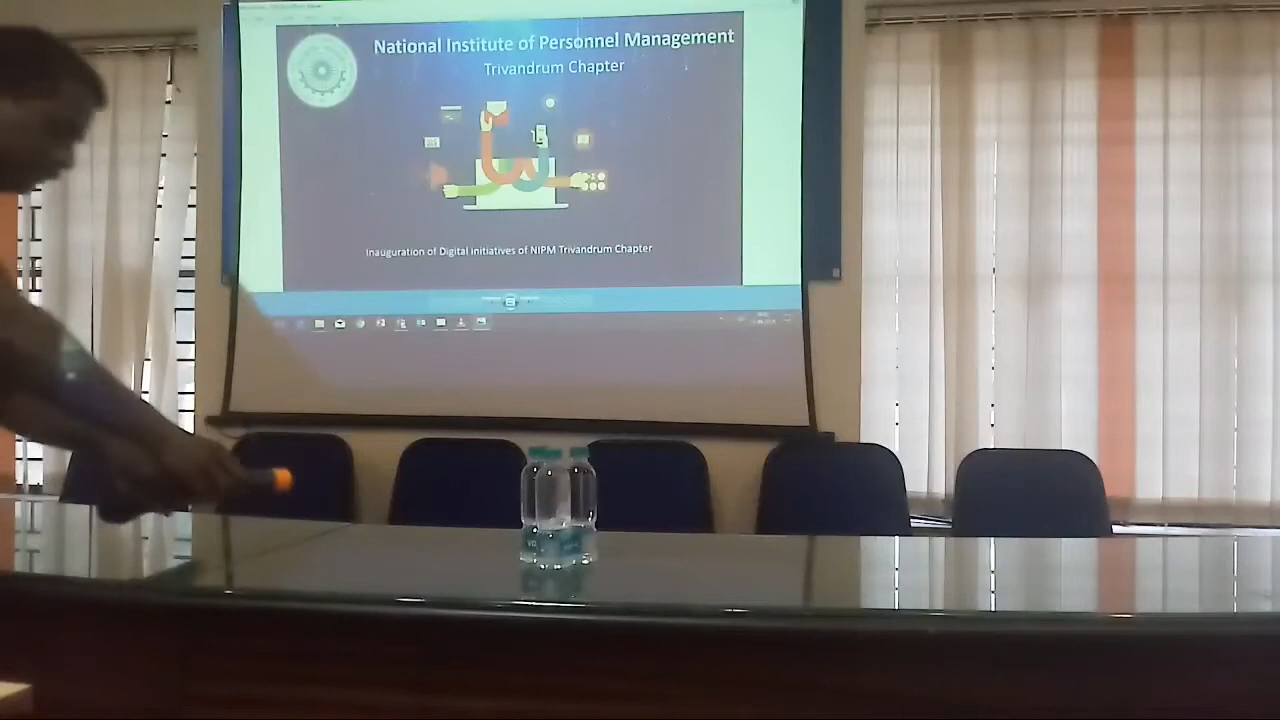 National Institute of Personnel Management
Trivandrum Chapter
Inauguration of Digital initiatives of NIPM Trivandrum Chapter